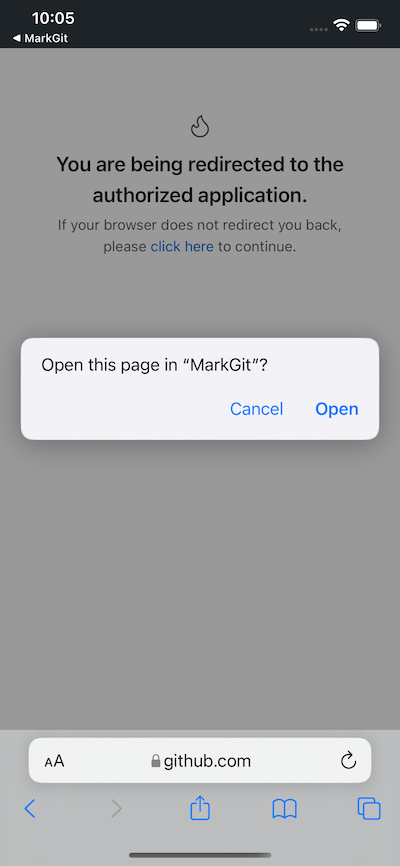 10:05
◀ MarkGit
You are being redirected to the
authorized application.
If your browser does not redirect you back,
please click here to continue.
Open this page in “MarkGit”?
Cancel Open
AA github.com